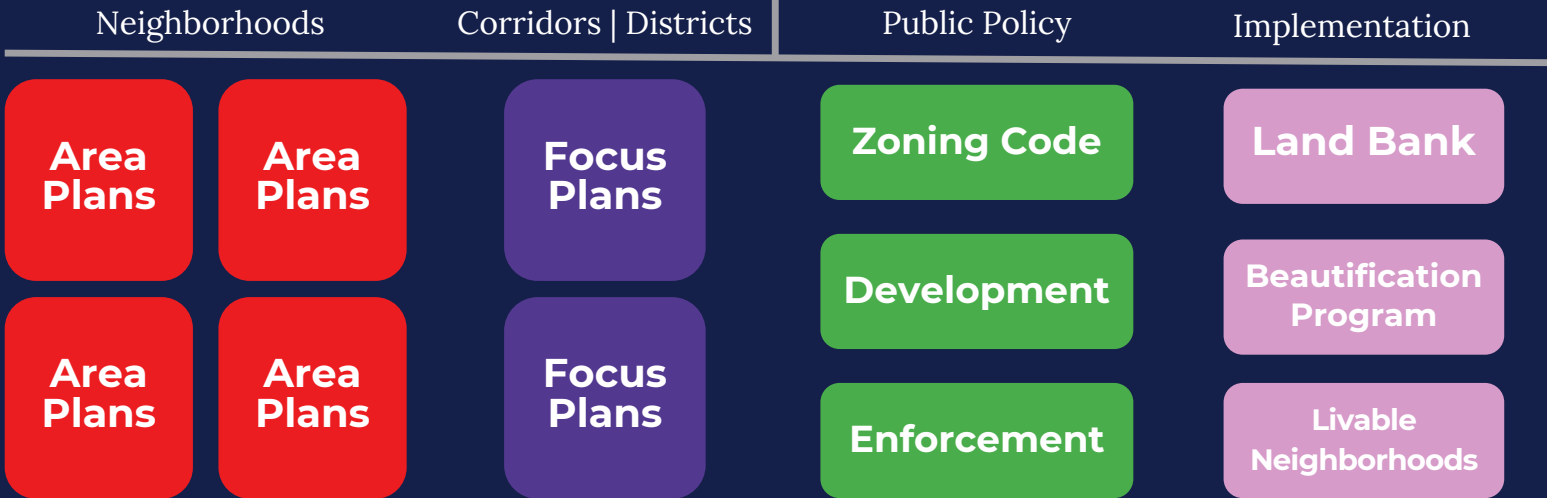 Neighborhoods
Corridors | Districts
Public Policy
Implementation
Area
Plans
Area
Plans
Focus
Plans
Zoning Code
Land Bank
Development
Beautification
Program
Area
Plans
Area
Plans
Focus
Plans
Enforcement
Livable
Neighborhoods